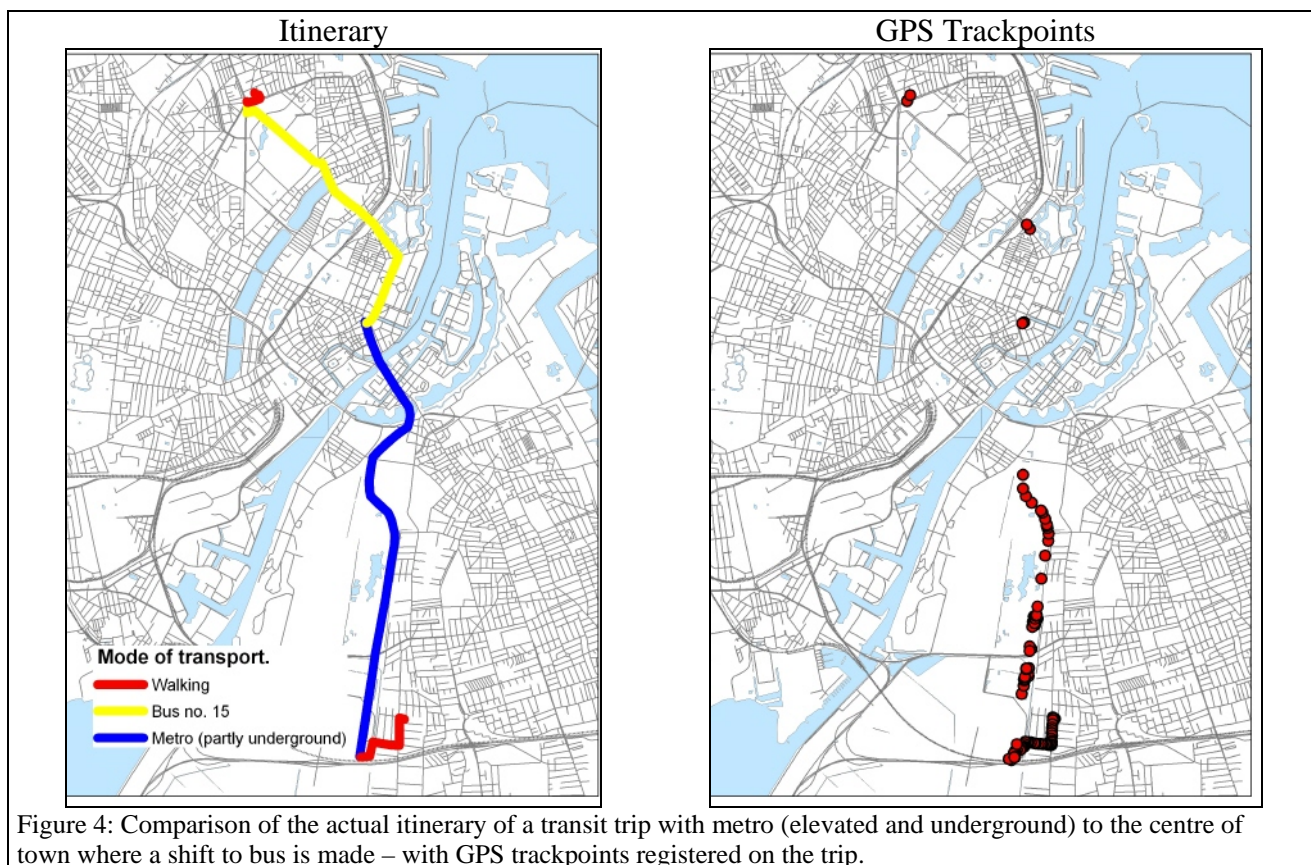 Itinerary
GPS Trackpoints
Mode of transport.
Walking
Bus no. 15
Metro (partly underground)
Figure 4: Comparison of the actual itinerary of a transit trip with metro (elevated and underground) to the centre of
town where a shift to bus is made – with GPS trackpoints registered on the trip.